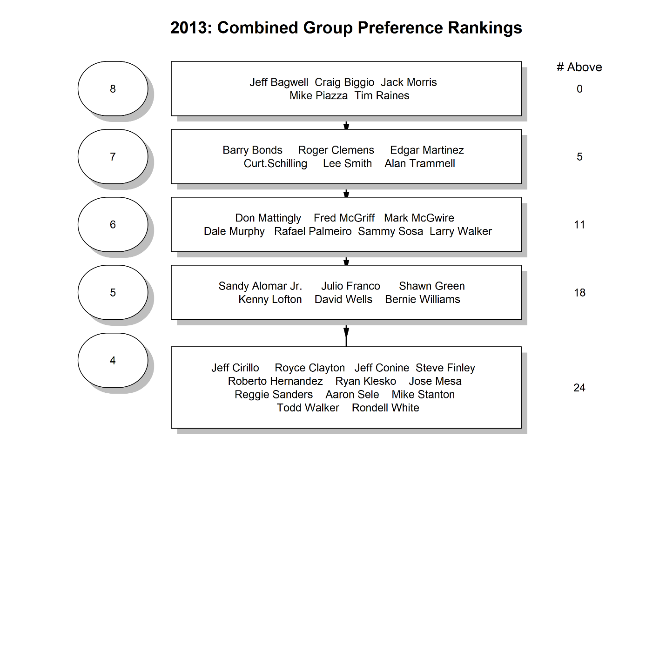 2013: Combined Group Preference Rankings
# Above
8
Jeff Bagwell Craig Biggio Jack Morris
Mike Piazza Tim Raines
0
7
Barry Bonds Roger Clemens Edgar Martinez
Curt.Schilling Lee Smith Alan Trammell
5
6
Don Mattingly Fred McGriff Mark McGwire
Dale Murphy Rafael Palmeiro Sammy Sosa Larry Walker
11
5
Sandy Alomar Jr. Julio Franco Shawn Green
Kenny Lofton David Wells Bernie Williams
18
4
Jeff Cirillo Royce Clayton Jeff Conine Steve Finley
Roberto Hernandez Ryan Klesko Jose Mesa
Reggie Sanders Aaron Sele Mike Stanton
Todd Walker Rondell White
24